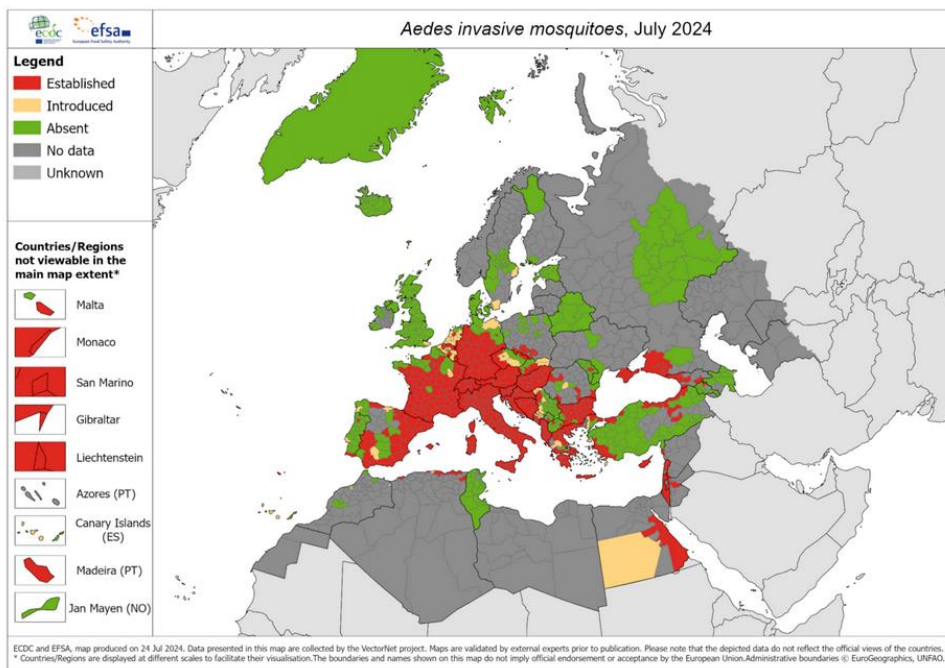 ecdc
efsa
European Food Safety Authority
Aedes invasive mosquitoes, July 2024
Legend
Established
Introduced
Absent
No data
Unknown
Countries/Regions
not viewable in the
main map extent*
Malta
Monaco
San Marino
Gibraltar
Liechtenstein
Azores (PT)
Canary Islands
(ES)
Madeira (PT)
Jan Mayen (NO)
ECDC and EFSA, map produced on 24 Jul 2024. Data presented in this map are collected by the VectorNet project. Maps are validated by external experts prior to publication. Please note that the depicted data do not reflect the official views of the countries.
* Countries/Regions are displayed at different scales to facilitate their visualisation.The boundaries and names shown on this map do not imply official endorsement or acceptance by the European Union.Administrative boundaries © EuroGeographics, UNFAO.